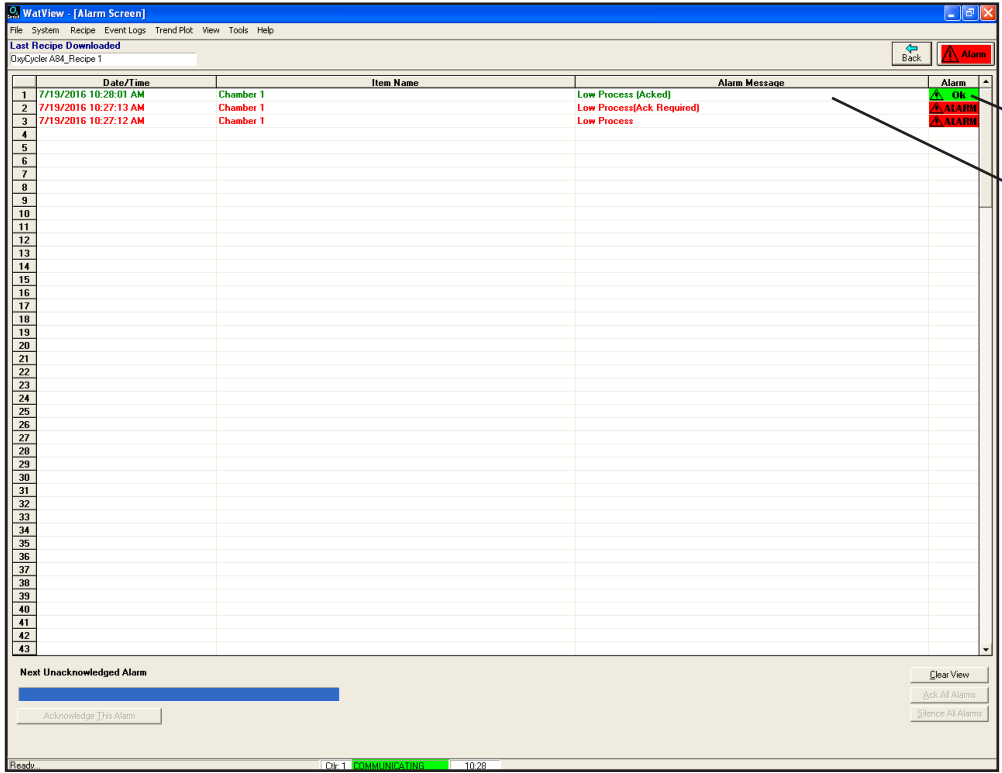 WatView - [Alarm Screen]
File System Recipe Event Logs Trend Plot View Tools Help
Last Recipe Downloaded
OxyCycler A84_Recipe 1
Back
Alarm
Date/Time Item Name Alarm Message Alarm
1 7/19/2016 10:28:01 AM Chamber 1 Low Process (Acked) Ok
2 7/19/2016 10:27:13 AM Chamber 1 Low Process(Ack Required) ALARM
3 7/19/2016 10:27:12 AM Chamber 1 Low Process ALARM
4
5
6
7
8
9
10
11
12
13
14
15
16
17
18
19
20
21
22
23
24
25
26
27
28
29
30
31
32
33
34
35
36
37
38
39
40
41
42
43
Next Unacknowledged Alarm
Clear View
Ack All Alarms
Acknowledge This Alarm
Silence All Alarms
Ready... Ctlr: 1 COMMUNICATING 10:28